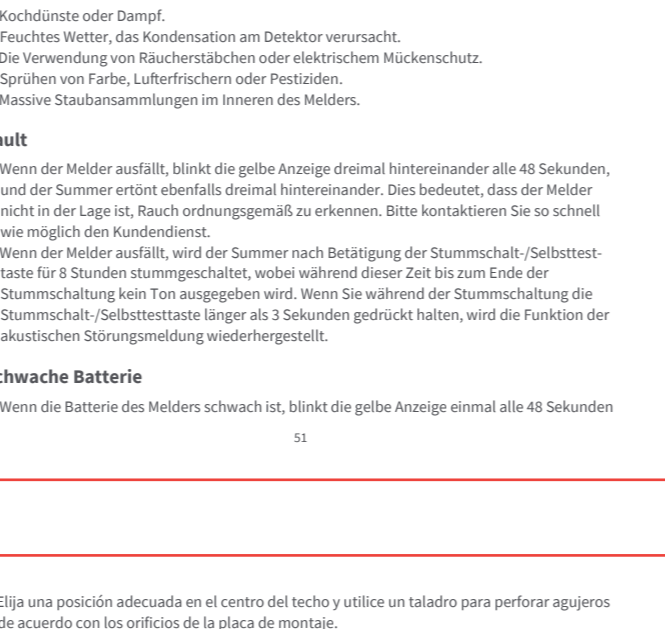 Kochdünste oder Dampf.
Feuchtes Wetter, das Kondensation am Detektor verursacht.
Die Verwendung von Räucherstäbchen oder elektrischem Mückenschutz.
Sprühen von Farbe, Lufterfrischern oder Pestiziden.
Massive Staubansammlungen im Inneren des Melders.
ault
Wenn der Melder ausfällt, blinkt die gelbe Anzeige dreimal hintereinander alle 48 Sekunden,
und der Summer ertönt ebenfalls dreimal hintereinander. Dies bedeutet, dass der Melder
nicht in der Lage ist, Rauch ordnungsgemäß zu erkennen. Bitte kontaktieren Sie so schnell
wie möglich den Kundendienst.
Wenn der Melder ausfällt, wird der Summer nach Betätigung der Stummschalt-/Selbsttest-
taste für 8 Stunden stummgeschaltet, wobei während dieser Zeit bis zum Ende der
Stummschaltung kein Ton ausgegeben wird. Wenn Sie während der Stummschaltung die
Stummschalt-/Selbsttesttaste länger als 3 Sekunden gedrückt halten, wird die Funktion der
akustischen Störungsmeldung wiederhergestellt.
chwache Batterie
Wenn die Batterie des Melders schwach ist, blinkt die gelbe Anzeige einmal alle 48 Sekunden
51
Elija una posición adecuada en el centro del techo y utilice un taladro para perforar agujeros
de acuerdo con los orificios de la placa de montaje.